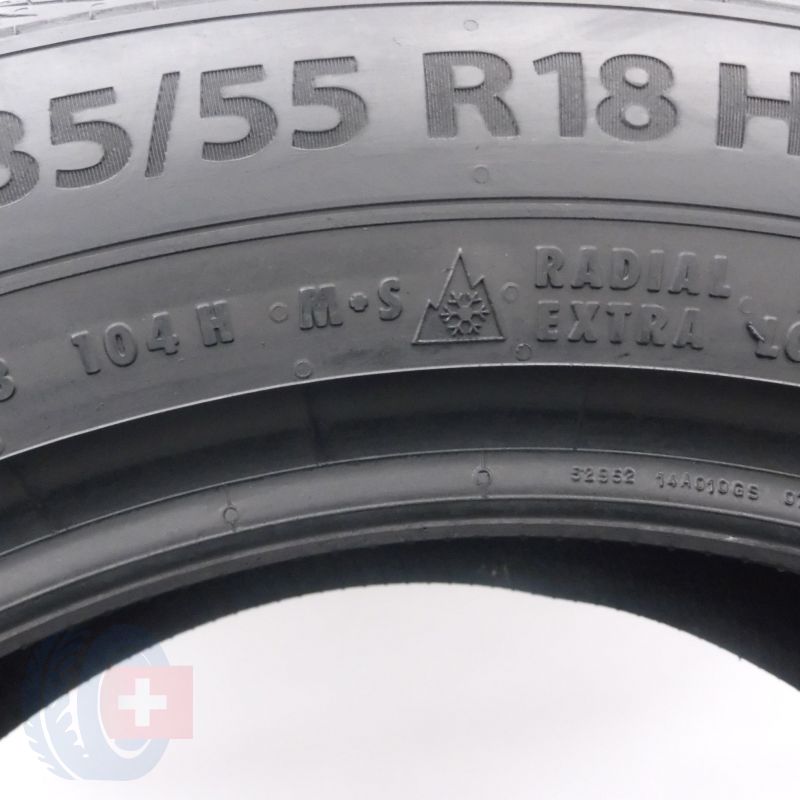 35/55 R18 H
104 H M+S RADIAL
EXTRA
52952 14A010GS